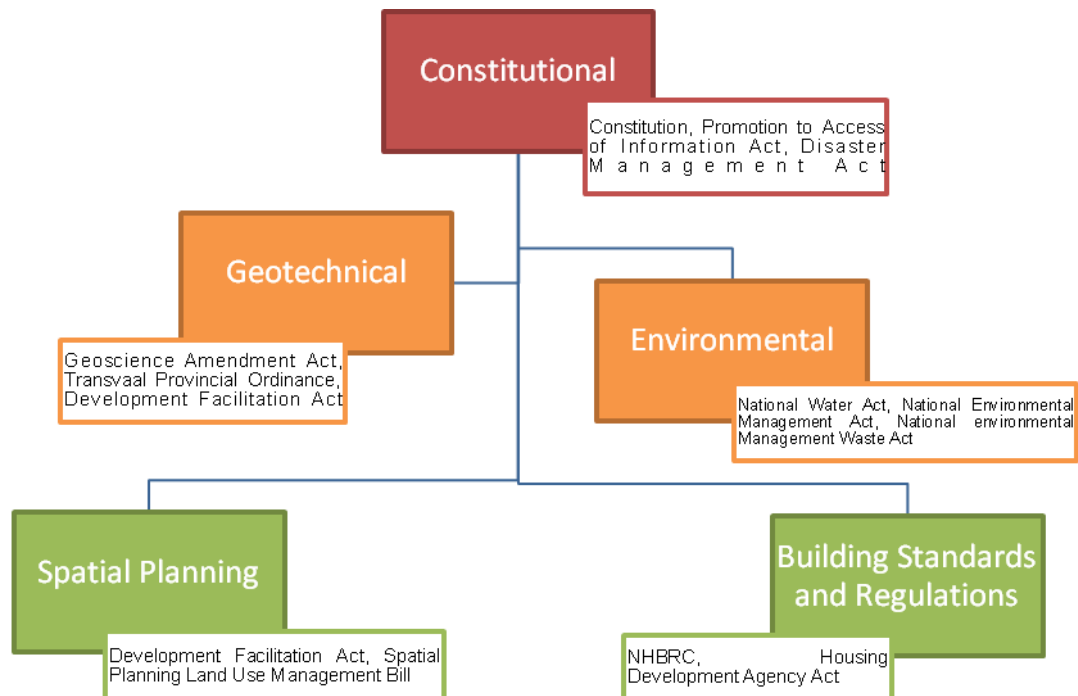 Constitutional
Constitution, Promotion to Access
of Information Act, Disaster
Management Act
Geotechnical
Geoscience Amendment Act,
Transvaal Provincial Ordinance,
Development Facilitation Act
Environmental
National Water Act, National Environmental
Management Act, National environmental
Management Waste Act
Spatial Planning
Development Facilitation Act, Spatial
Planning Land Use Management Bill
Building Standards
and Regulations
NHBRC, Housing
Development Agency Act